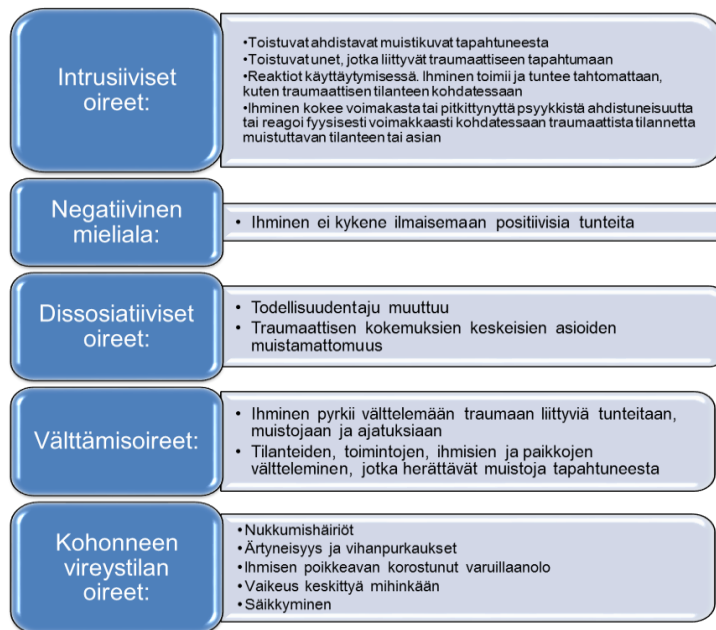 Intrusiiviset
oireet:
•Toistuvat ahdistavat muistikuvat tapahtuneesta
•Toistuvat unet, jotka liittyvät traumaattiseen tapahtumaan
•Reaktiot käyttäytymisessä. Ihminen toimii ja tuntee tahtomattaan,
kuten traumaattisen tilanteen kohdatessaan
•Ihminen kokee voimakasta tai pitkittynyttä psyykkistä ahdistuneisuutta
tai reagoi fyysisesti voimakkaasti kohdatessaan traumaattista tilannetta
muistuttavan tilanteen tai asian
Negatiivinen
mieliala:
• Ihminen ei kykene ilmaisemaan positiivisia tunteita
Dissosiatiiviset
oireet:
• Todellisuudentaju muuttuu
• Traumaattisen kokemuksien keskeisien asioiden
muistamattomuus
Välttämisoireet:
• Ihminen pyrkii välttelemään traumaan liittyviä tunteitaan,
muistojaan ja ajatuksiaan
• Tilanteiden, toimintojen, ihmisien ja paikkojen
vältteleminen, jotka herättävät muistoja tapahtuneesta
Kohonneen
vireystilan
oireet:
•Nukkumishäiriöt
•Ärtyneisyys ja vihanpurkaukset
•Ihmisen poikkeavan korostunut varuillaanolo
•Vaikeus keskittyä mihinkään
•Säikkyminen